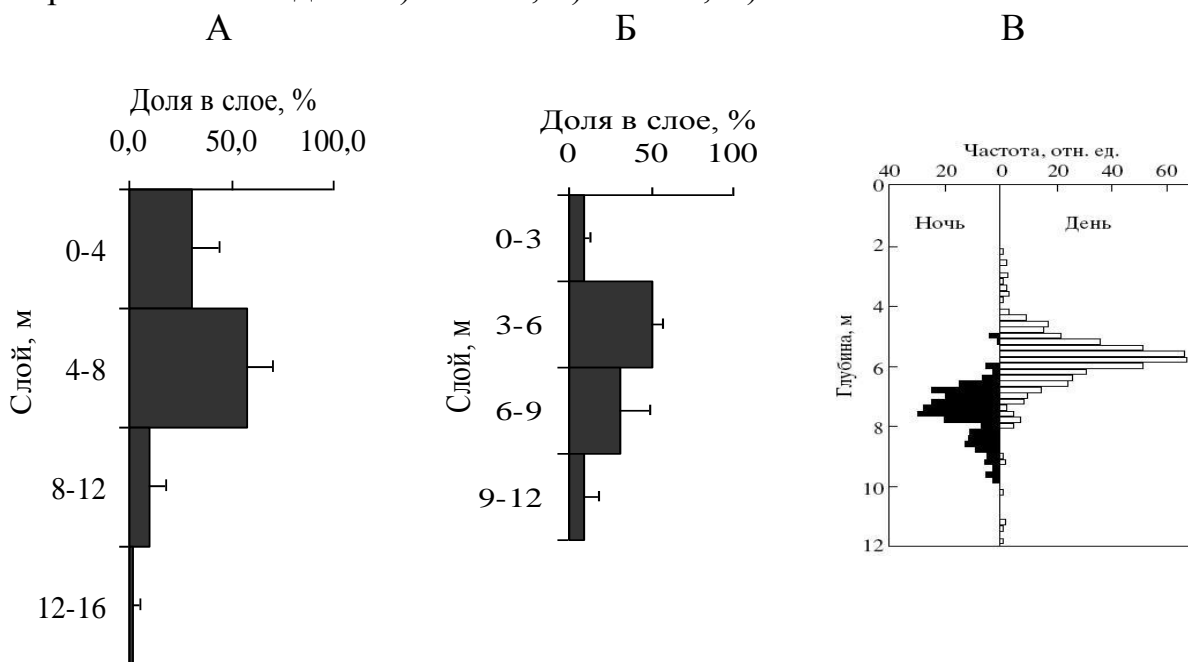 А
Б
В
Доля в слое, %
0,0 50,0 100,0
Слой, м
0-4
4-8
8-12
12-16
Доля в слое, %
0 50 100
Слой, м
0-3
3-6
6-9
9-12
Частота, отн. ед.
40 20 0 20 40 60
Ночь День
Глубина, м
0
2
4
6
8
10
12